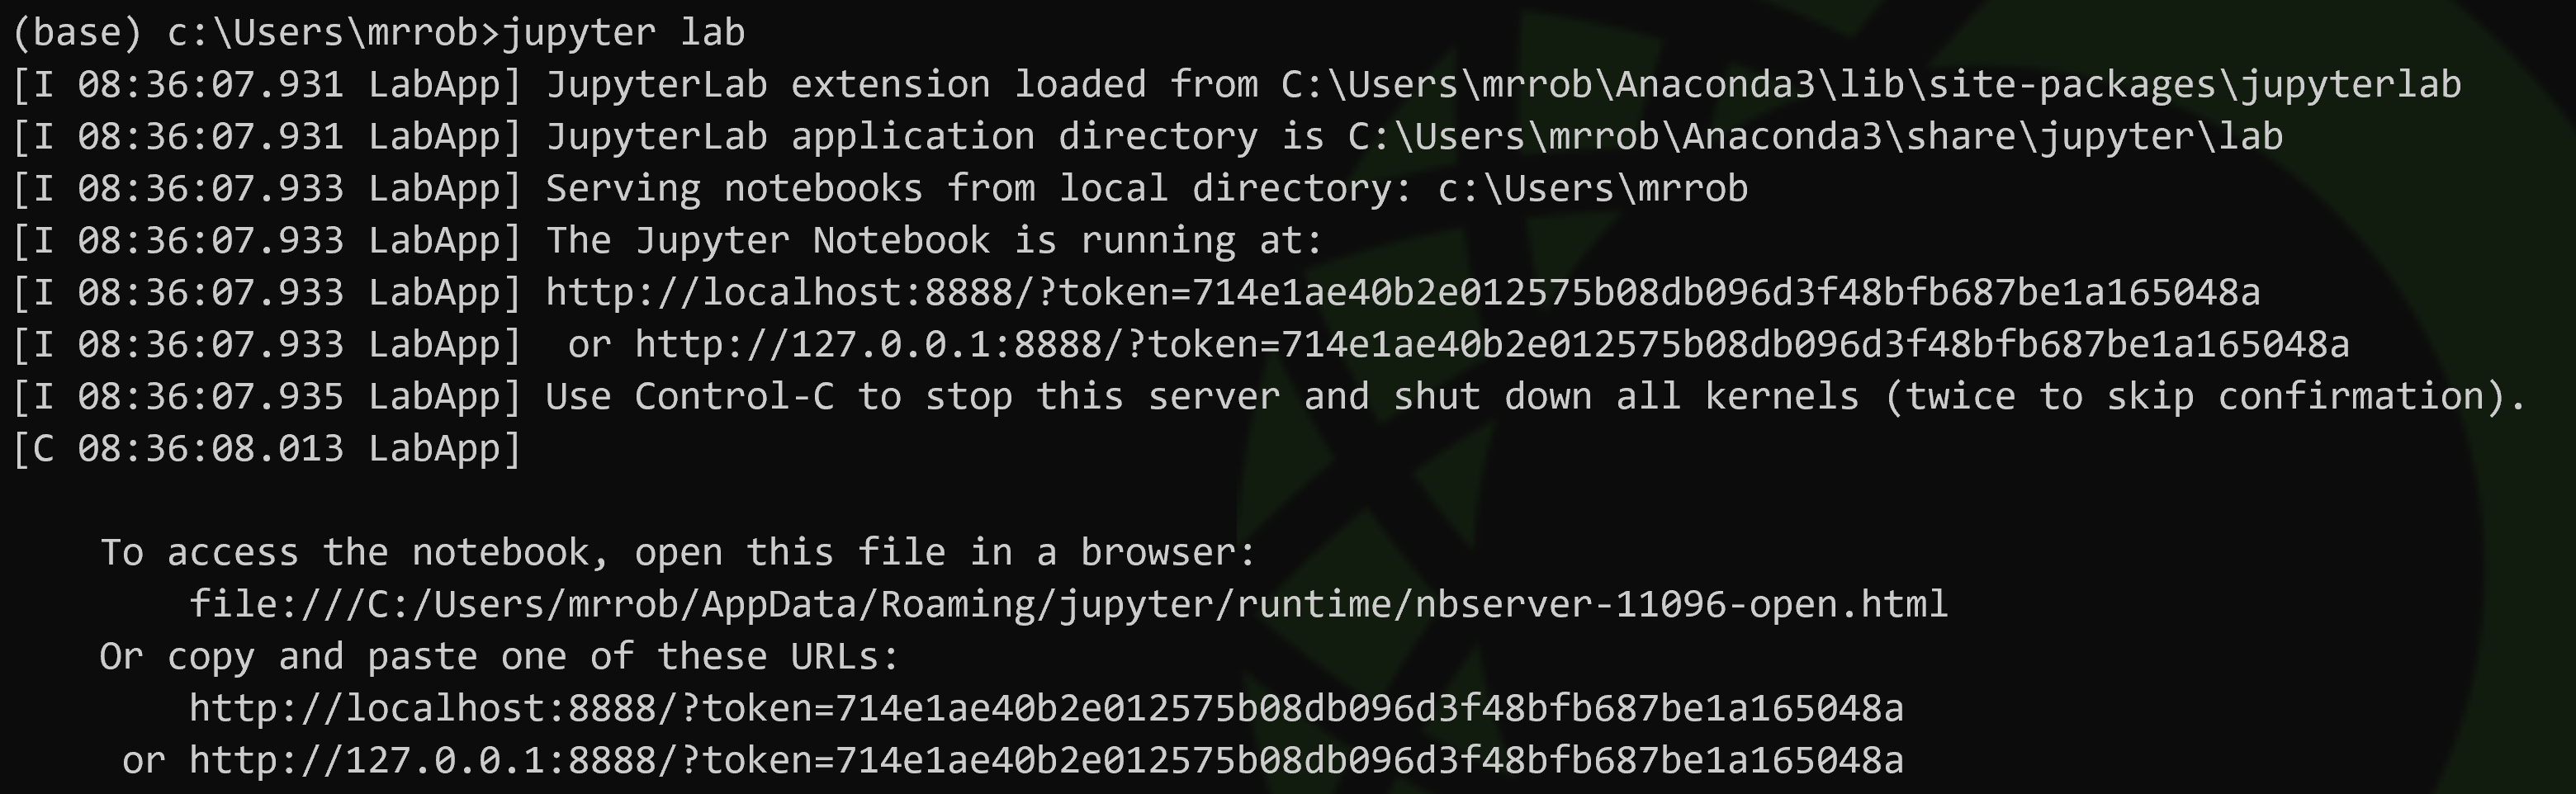 (base) c:\Users\mrrob>jupyter lab
[I 08:36:07.931 LabApp] JupyterLab extension loaded from C:\Users\mrrob\Anaconda3\lib\site-packages\jupyterlab
[I 08:36:07.931 LabApp] JupyterLab application directory is C:\Users\mrrob\Anaconda3\share\jupyter\lab
[I 08:36:07.933 LabApp] Serving notebooks from local directory: c:\Users\mrrob
[I 08:36:07.933 LabApp] The Jupyter Notebook is running at:
[I 08:36:07.933 LabApp] http://localhost:8888/?token=714e1ae40b2e012575b08db096d3f48bfb687be1a165048a
[I 08:36:07.933 LabApp]  or http://127.0.0.1:8888/?token=714e1ae40b2e012575b08db096d3f48bfb687be1a165048a
[I 08:36:07.935 LabApp] Use Control-C to stop this server and shut down all kernels (twice to skip confirmation).
[C 08:36:08.013 LabApp]
To access the notebook, open this file in a browser:
file:///C:/Users/mrrob/AppData/Roaming/jupyter/runtime/nbserver-11096-open.html
Or copy and paste one of these URLs:
http://localhost:8888/?token=714e1ae40b2e012575b08db096d3f48bfb687be1a165048a
or http://127.0.0.1:8888/?token=714e1ae40b2e012575b08db096d3f48bfb687be1a165048a